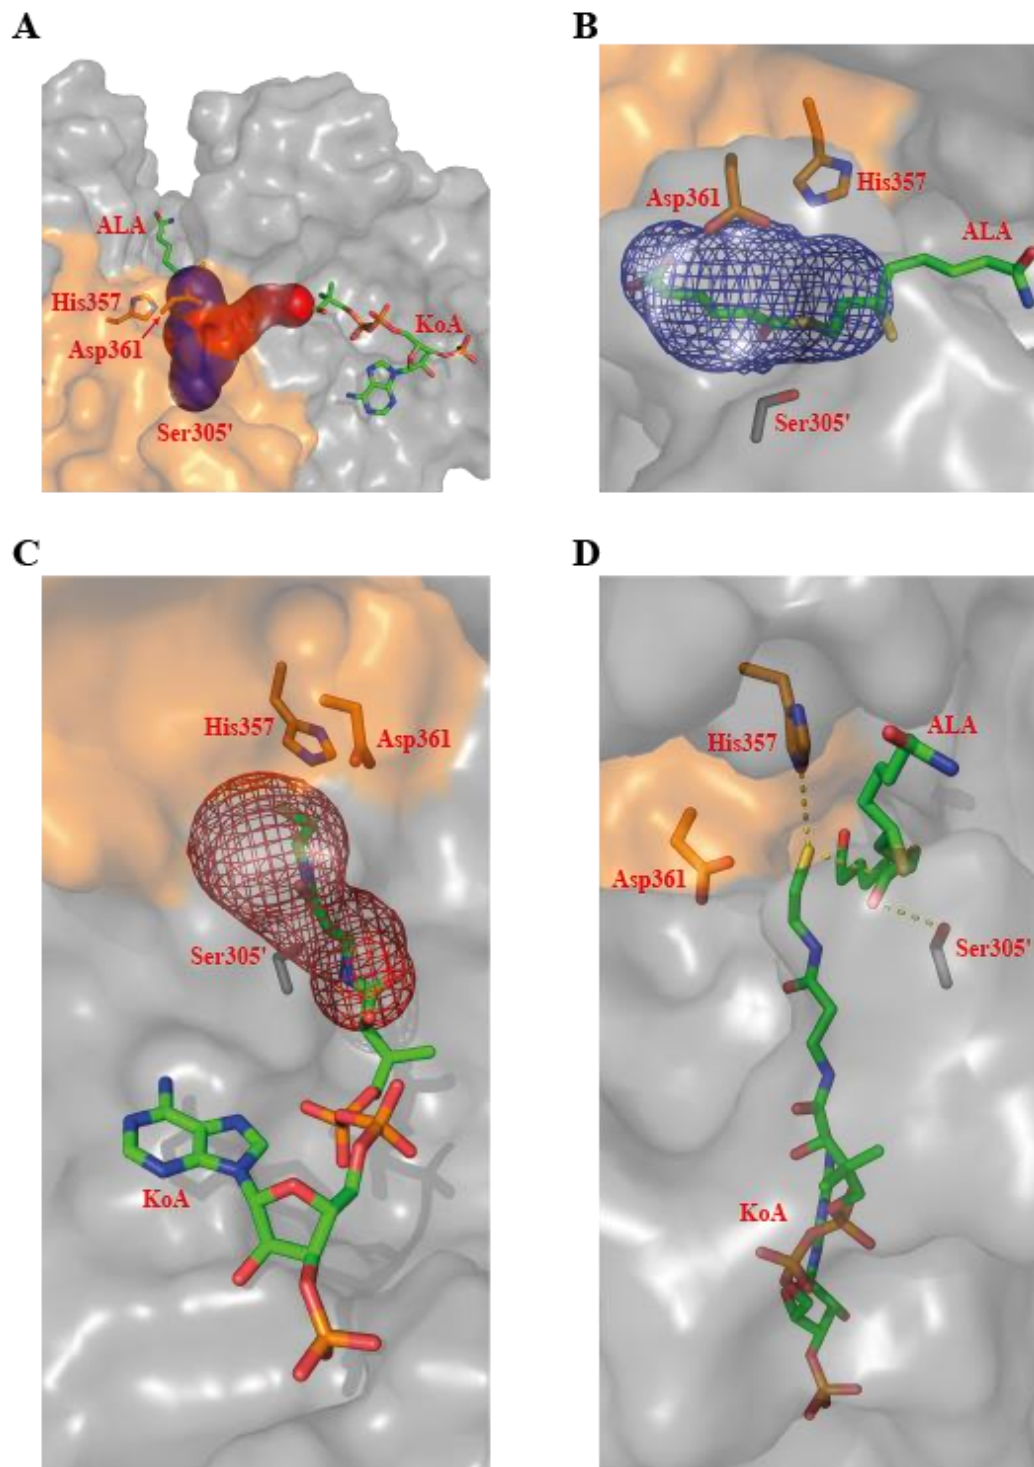 A
B
ALA
His357
Asp361
KoA
Ser305'
Asp361
His357
ALA
Ser305'
C
D
His357
Asp361
Ser305'
KoA
ALA
His357
Asp361
Ser305'
KoA